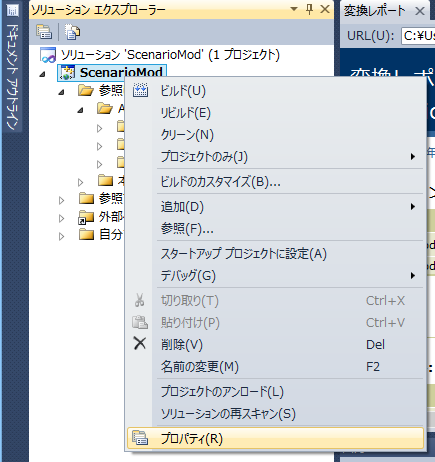 ドキュメント アウトライン
ソリューション エクスプローラー
変換レポート
URL(U): C:¥Us
ソリューション 'ScenarioMod' (1 プロジェクト)
変換レポ
ScenarioMod
参照
A
本
参照
外部
自分
ビルド(U)
リビルド(E)
クリーン(N)
プロジェクトのみ(J)
ビルドのカスタマイズ(B)...
追加(D)
参照(F)...
スタートアップ プロジェクトに設定(A)
デバッグ(G)
切り取り(T) Ctrl+X
貼り付け(P) Ctrl+V
削除(V) Del
名前の変更(M) F2
プロジェクトのアンロード(L)
ソリューションの再スキャン(S)
プロパティ(R)
年
ン
od
od